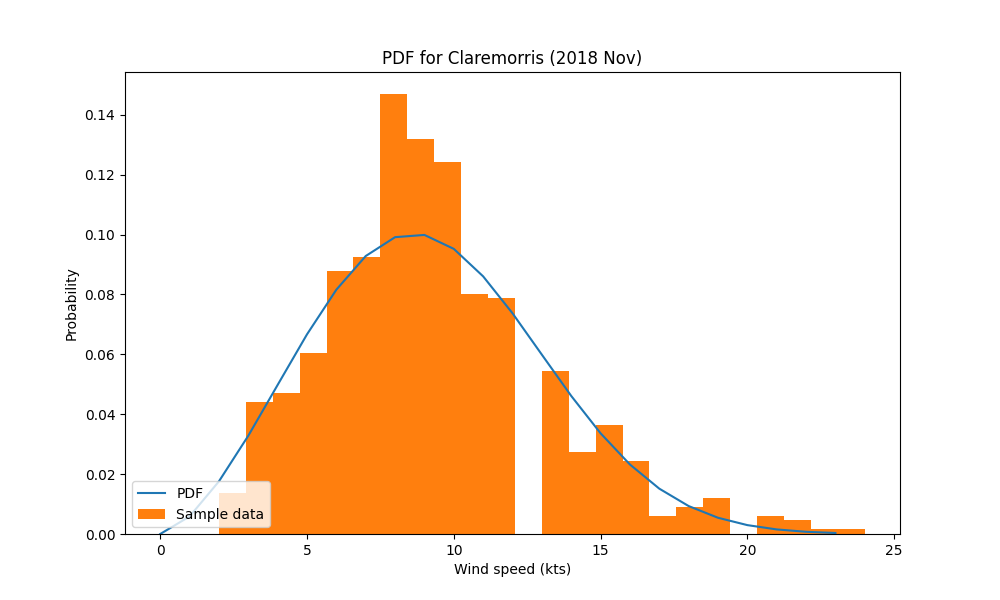 PDF for Claremorris (2018 Nov)
Probability
0.14
0.12
0.10
0.08
0.06
0.04
0.02
0.00
PDF
Sample data
0 5 10 15 20 25
Wind speed (kts)